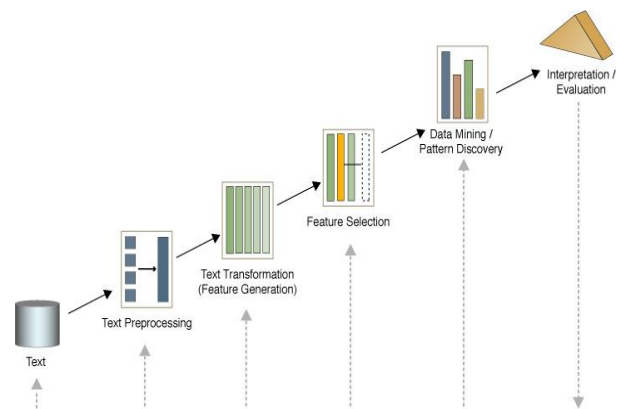 Interpretation /
Evaluation
Data Mining /
Pattern Discovery
Feature Selection
Text Transformation
(Feature Generation)
Text Preprocessing
Text